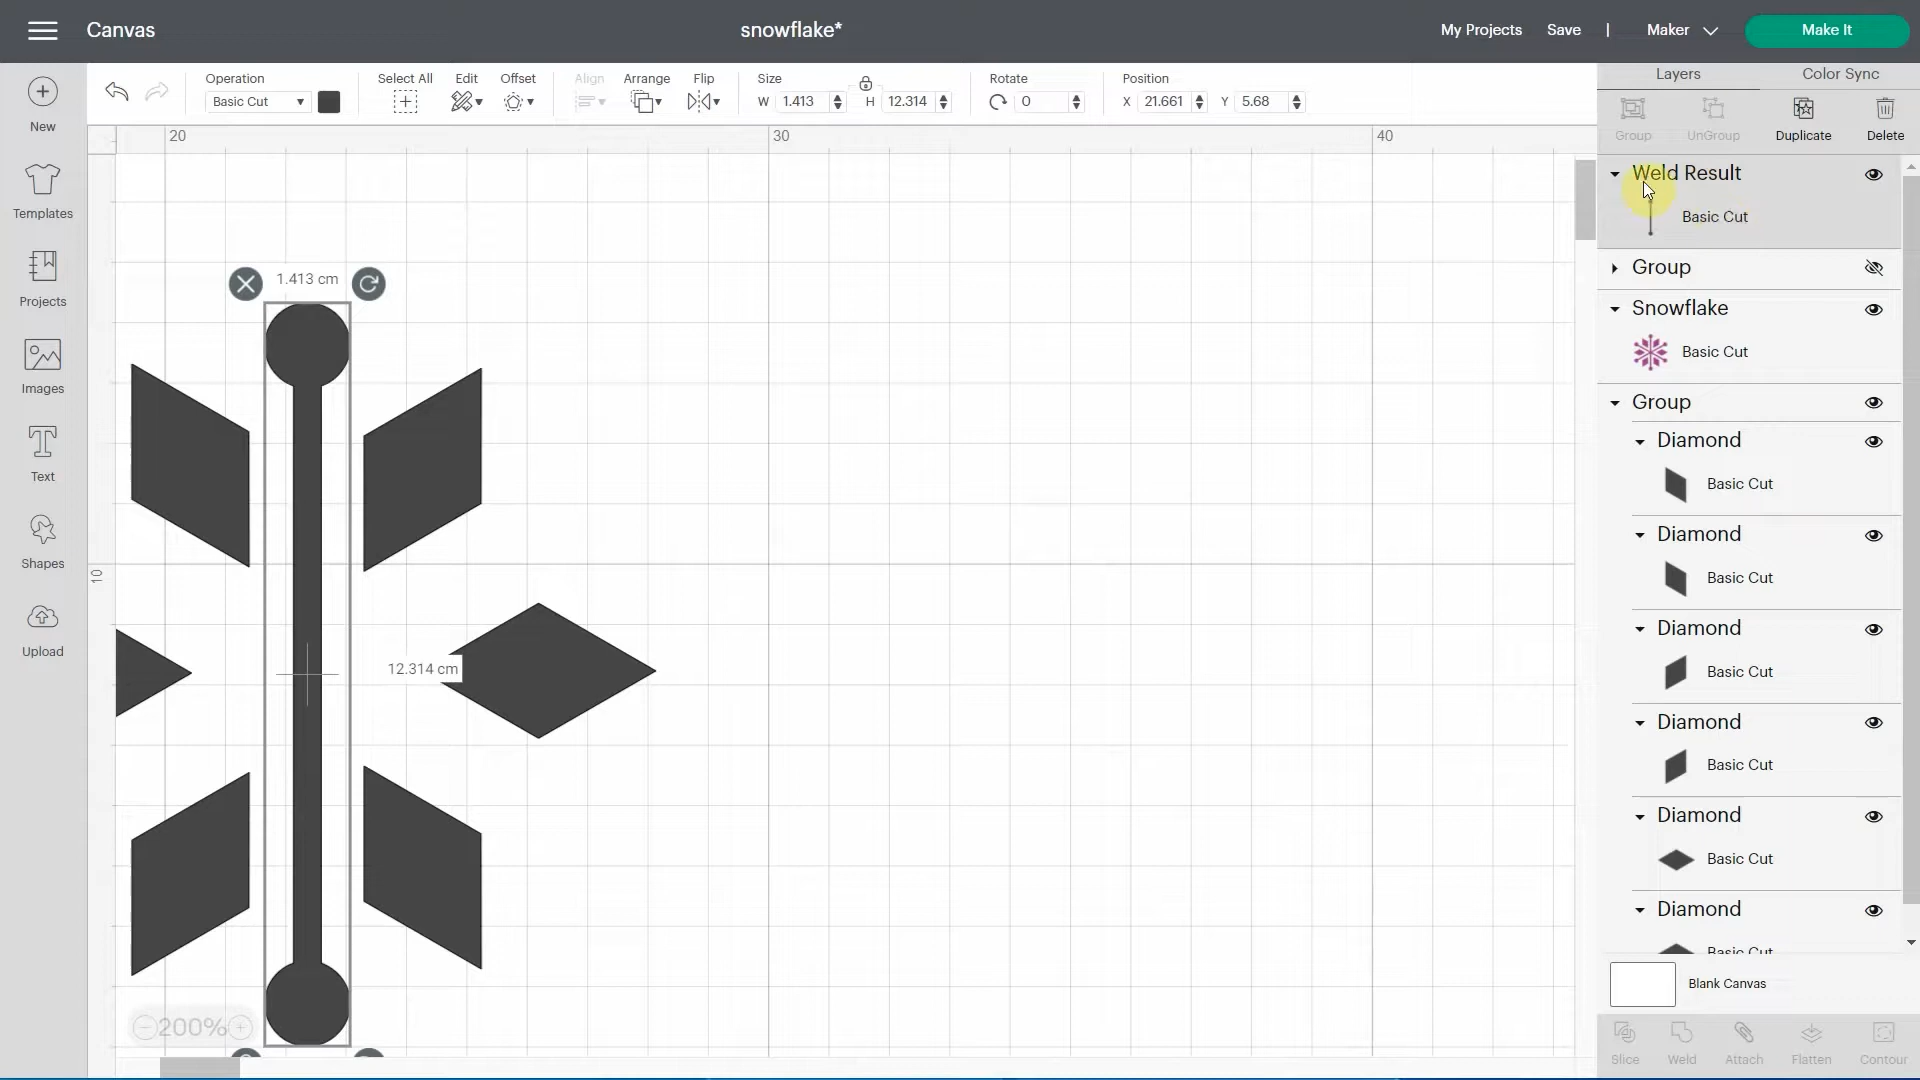 Canvas
snowflake*
My Projects
Save
|
Maker
Make It
New
Templates
Projects
Images
Text
Shapes
Upload
Operation
Basic Cut
Select All
Edit
Offset
Align
Arrange
Flip
Size
W 1.413
H 12.314
Rotate
0
Position
X 21.661
Y 5.68
20
30
40
10
1.413 cm
12.314 cm
200%
Layers
Color Sync
Group
UnGroup
Duplicate
Delete
Weld Result
Basic Cut
Group
Snowflake
Basic Cut
Group
Diamond
Basic Cut
Diamond
Basic Cut
Diamond
Basic Cut
Diamond
Basic Cut
Diamond
Basic Cut
Diamond
Basic Cut
Blank Canvas
Slice
Weld
Attach
Flatten
Contour